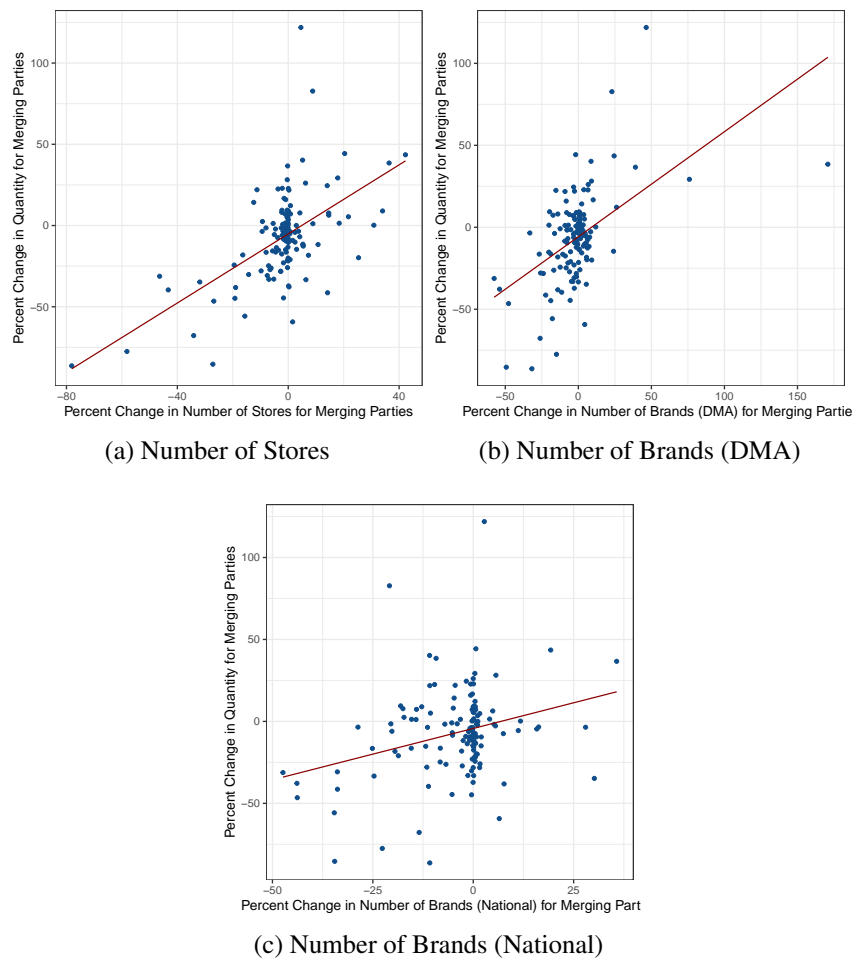 Percent Change in Quantity for Merging Parties
100
50
0
−50
−80
−40
0
40
Percent Change in Number of Stores for Merging Parties
(a) Number of Stores
Percent Change in Quantity for Merging Parties
100
50
0
−50
−50
0
50
100
150
Percent Change in Number of Brands (DMA) for Merging Partie
(b) Number of Brands (DMA)
Percent Change in Quantity for Merging Parties
100
50
0
−50
−50
−25
0
25
Percent Change in Number of Brands (National) for Merging Part
(c) Number of Brands (National)